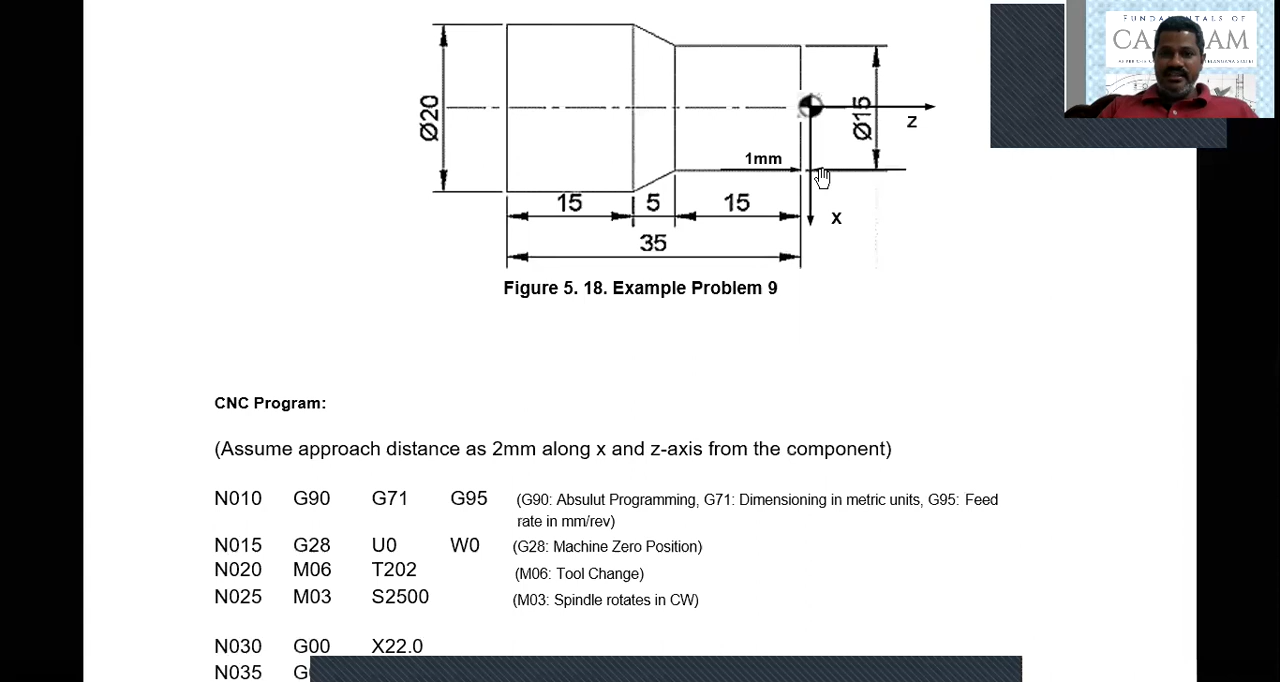 FUNDAMENTALS OF
Ø20
Ø15
Z
1mm
15 5 15
X
35
Figure 5. 18. Example Problem 9
CNC Program:
(Assume approach distance as 2mm along x and z-axis from the component)
N010 G90 G71 G95 (G90: Absulut Programming, G71: Dimensioning in metric units, G95: Feed
rate in mm/rev)
N015 G28 U0 W0 (G28: Machine Zero Position)
N020 M06 T202 (M06: Tool Change)
N025 M03 S2500 (M03: Spindle rotates in CW)
N030 G00 X22.0
N035